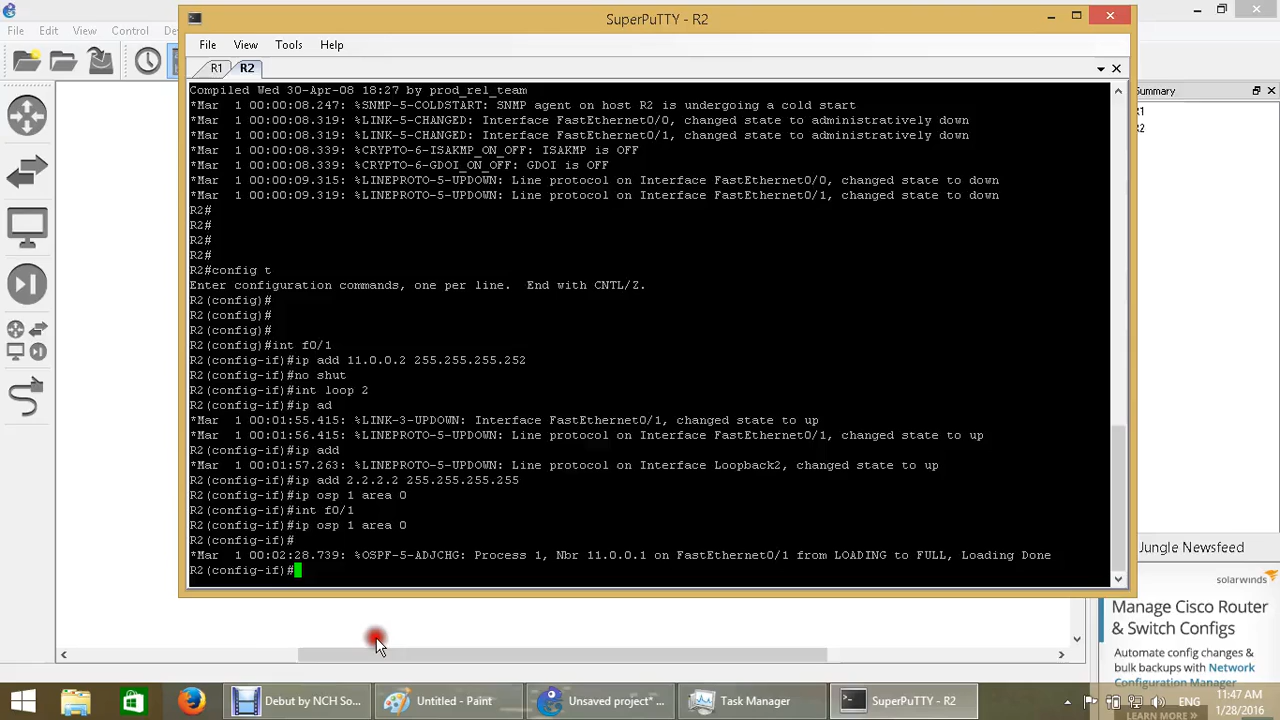 SuperPuTTY - R2
File Edit View Control De
File View Tools Help
R1 R2
Compiled Wed 30-Apr-08 18:27 by prod_rel_team
*Mar  1 00:00:08.247: %SNMP-5-COLDSTART: SNMP agent on host R2 is undergoing a cold start
*Mar  1 00:00:08.319: %LINK-5-CHANGED: Interface FastEthernet0/0, changed state to administratively down
*Mar  1 00:00:08.319: %LINK-5-CHANGED: Interface FastEthernet0/1, changed state to administratively down
*Mar  1 00:00:08.339: %CRYPTO-6-ISAKMP_ON_OFF: ISAKMP is OFF
*Mar  1 00:00:08.339: %CRYPTO-6-GDOI_ON_OFF: GDOI is OFF
*Mar  1 00:00:09.315: %LINEPROTO-5-UPDOWN: Line protocol on Interface FastEthernet0/0, changed state to down
*Mar  1 00:00:09.319: %LINEPROTO-5-UPDOWN: Line protocol on Interface FastEthernet0/1, changed state to down
R2#
R2#
R2#
R2#
R2#config t
Enter configuration commands, one per line.  End with CNTL/Z.
R2(config)#
R2(config)#
R2(config)#
R2(config)#int f0/1
R2(config-if)#ip add 11.0.0.2 255.255.255.252
R2(config-if)#no shut
R2(config-if)#int loop 2
R2(config-if)#ip ad
*Mar  1 00:01:55.415: %LINK-3-UPDOWN: Interface FastEthernet0/1, changed state to up
*Mar  1 00:01:56.415: %LINEPROTO-5-UPDOWN: Line protocol on Interface FastEthernet0/1, changed state to up
R2(config-if)#ip add
*Mar  1 00:01:57.263: %LINEPROTO-5-UPDOWN: Line protocol on Interface Loopback2, changed state to up
R2(config-if)#ip add 2.2.2.2 255.255.255.255
R2(config-if)#ip osp 1 area 0
R2(config-if)#int f0/1
R2(config-if)#ip osp 1 area 0
R2(config-if)#
*Mar  1 00:02:28.739: %OSPF-5-ADJCHG: Process 1, Nbr 11.0.0.1 on FastEthernet0/1 from LOADING to FULL, Loading Done
R2(config-if)#
Summary
1
2
Jungle Newsfeed
solarwinds
Manage Cisco Router
& Switch Configs
Automate config changes &
bulk backups with Network
Configuration Manager
LEARN MORE
Debut by NCH So...
Untitled - Paint
Unsaved project* ...
Task Manager
SuperPuTTY - R2
ENG
11:47 AM
1/28/2016